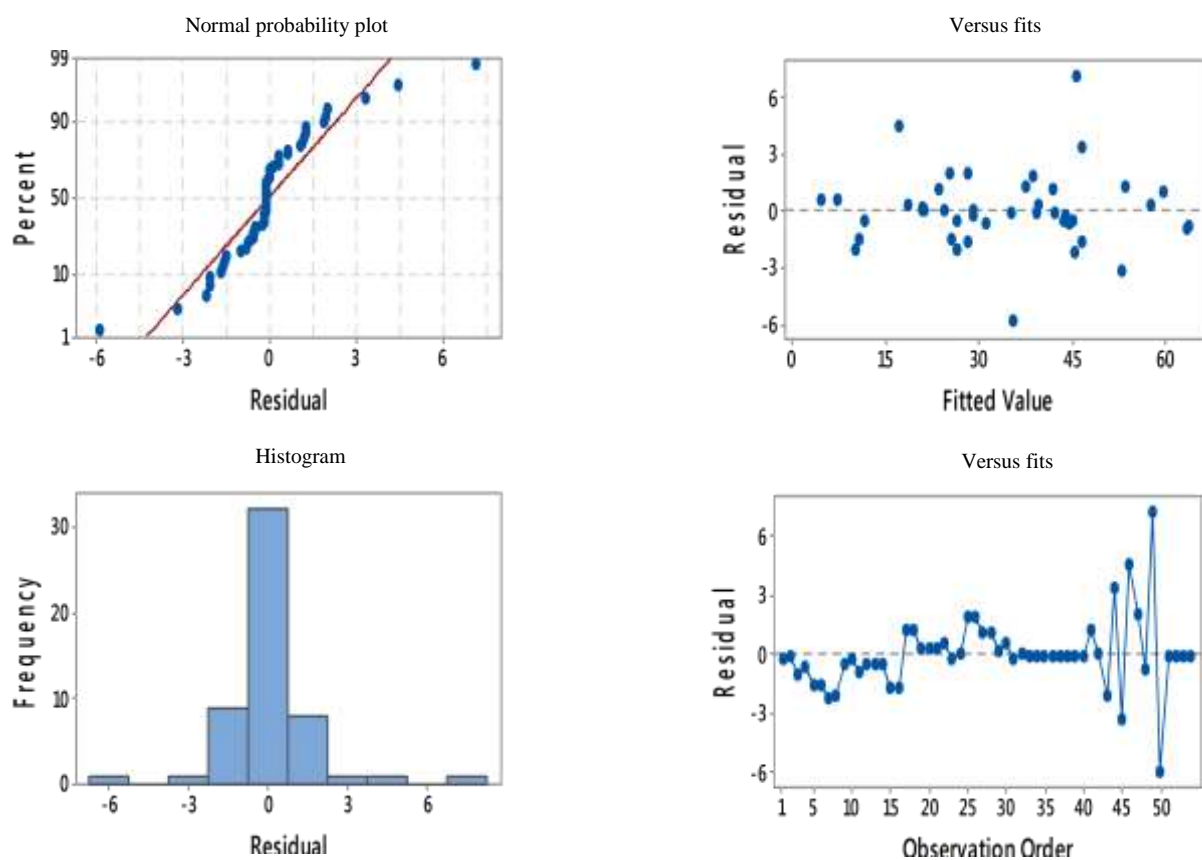 Normal probability plot
Percent
99
90
50
10
1
-6 -3 0 3 6
Residual
Versus fits
Residual
6
3
0
-3
-6
0 15 30 45 60
Fitted Value
Histogram
Frequency
30
20
10
0
-6 -3 0 3 6
Residual
Versus fits
Residual
6
3
0
-3
-6
1 5 10 15 20 25 30 35 40 45 50
Observation Order